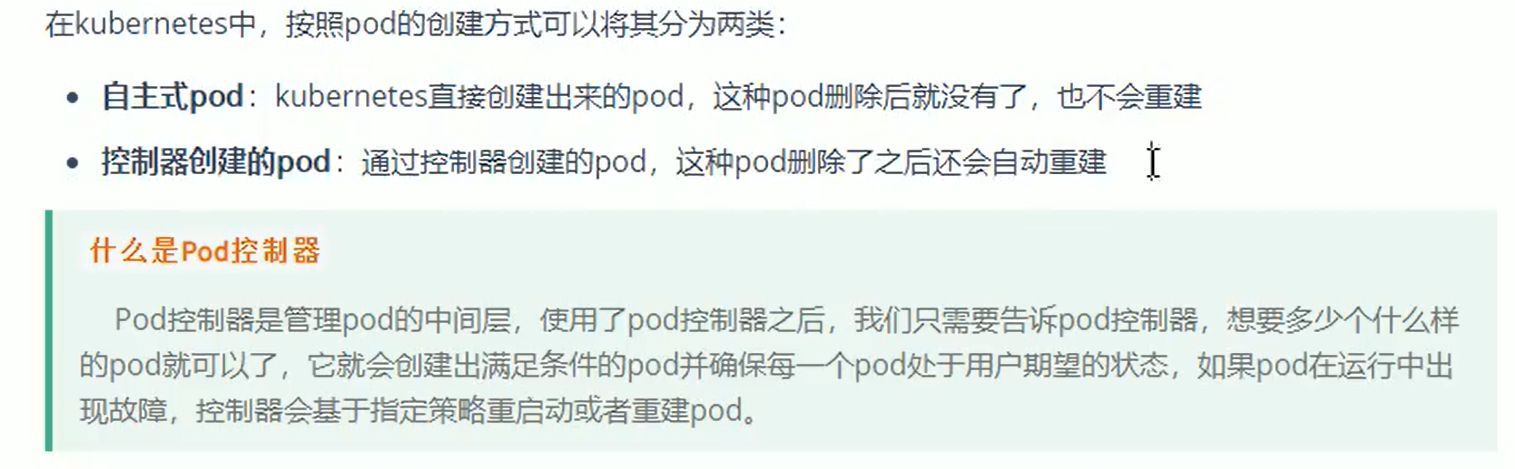 在kubernetes中，按照pod的创建方式可以将其分为两类：
自主式pod：kubernetes直接创建出来的pod，这种pod删除后就没有了，也不会重建
控制器创建的pod：通过控制器创建的pod，这种pod删除了之后还会自动重建
什么是Pod控制器
Pod控制器是管理pod的中间层，使用了pod控制器之后，我们只需要告诉pod控制器，想要多少个什么样
的pod就可以了，它就会创建出满足条件的pod并确保每一个pod处于用户期望的状态，如果pod在运行中出
现故障，控制器会基于指定策略重启动或者重建pod。